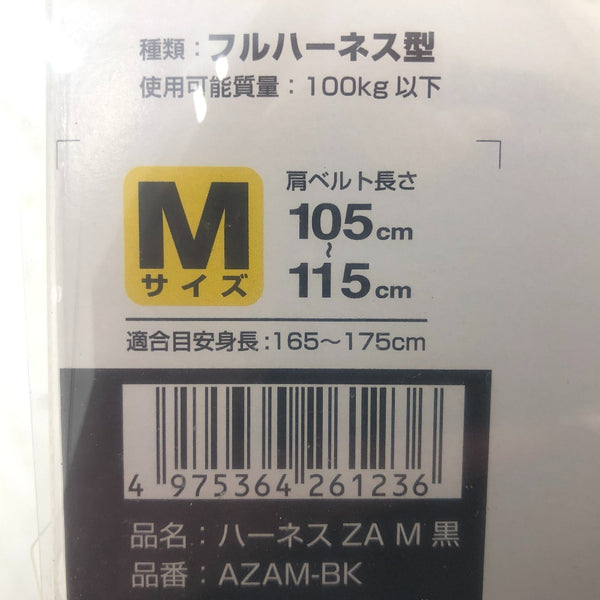 種類：フルハーネス型
使用可能質量：100kg 以下
M
サイズ
肩ベルト長さ
105cm
～
115cm
適合目安身長：165～175cm
4 975364 261236
品名：ハーネス ZA M 黒
品番：AZAM-BK